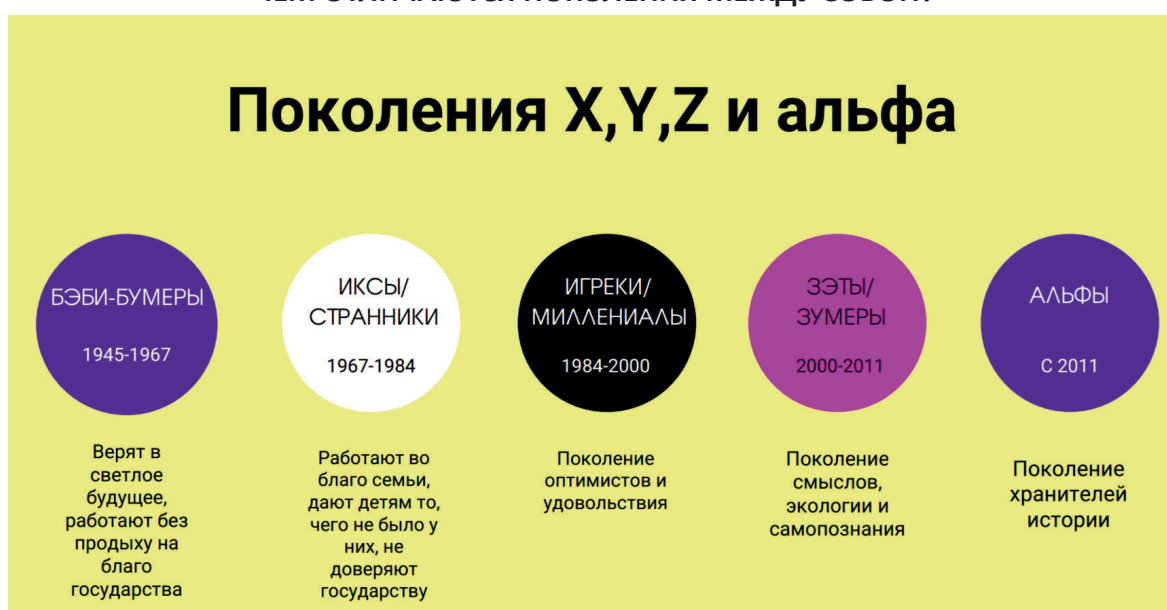 Поколения X,Y,Z и альфа
БЭБИ-БУМЕРЫ
1945-1967
Верят в
светлое
будущее,
работают без
продыху на
благо
государства
ИКСЫ/
СТРАННИКИ
1967-1984
Работают во
благо семьи,
дают детям то,
чего не было у
них, не
доверяют
государству
ИГРЕКИ/
МИЛЛЕНИАЛЫ
1984-2000
Поколение
оптимистов и
удовольствия
ЗЭТЫ/
ЗУМЕРЫ
2000-2011
Поколение
смыслов,
экологии и
самопознания
АЛЬФЫ
С 2011
Поколение
хранителей
истории